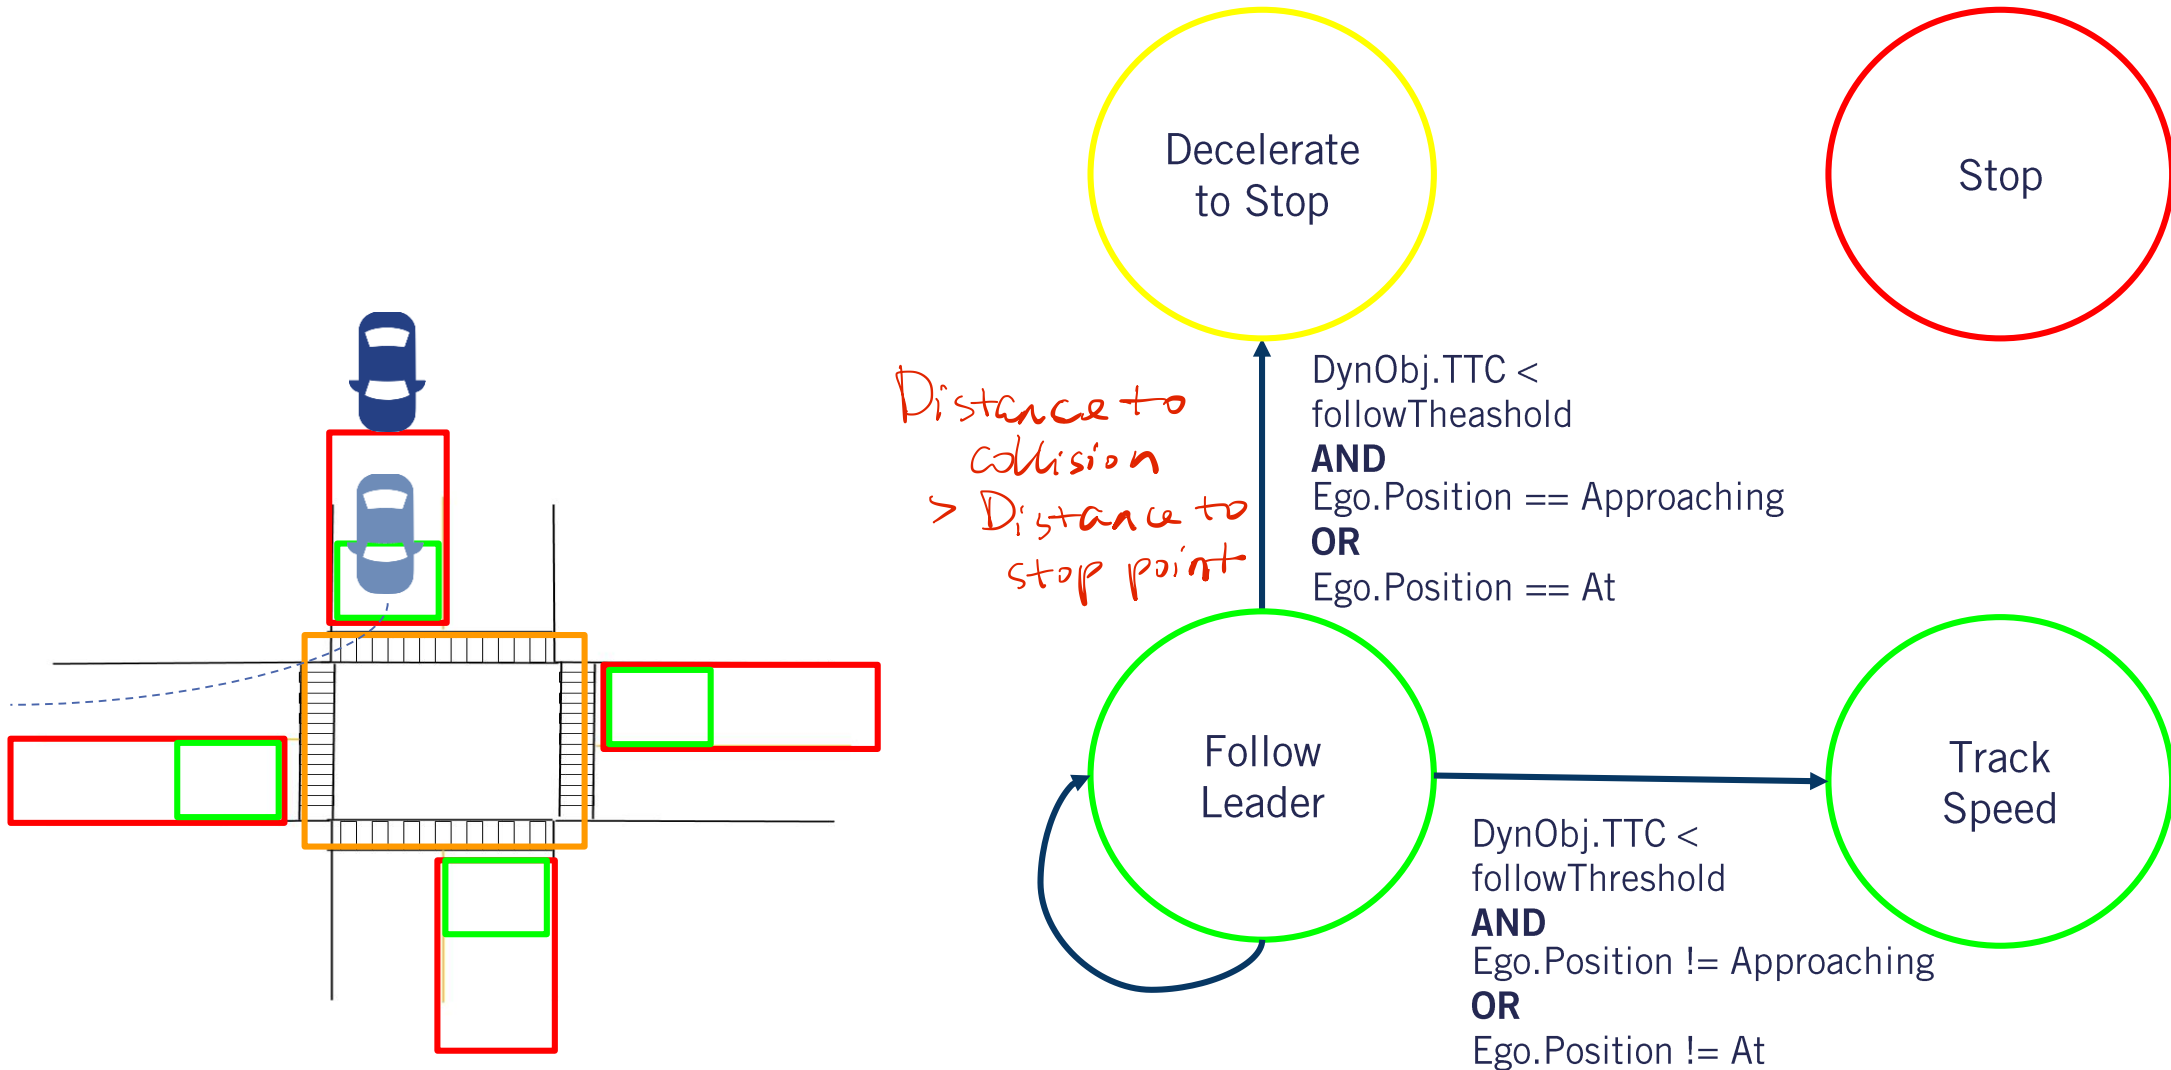 Decelerate
to Stop
Stop
Distance to
collision
> Distance to
stop point
DynObj.TTC <
followTheashold
AND
Ego.Position == Approaching
OR
Ego.Position == At
Follow
Leader
Track
Speed
DynObj.TTC <
followThreshold
AND
Ego.Position != Approaching
OR
Ego.Position != At